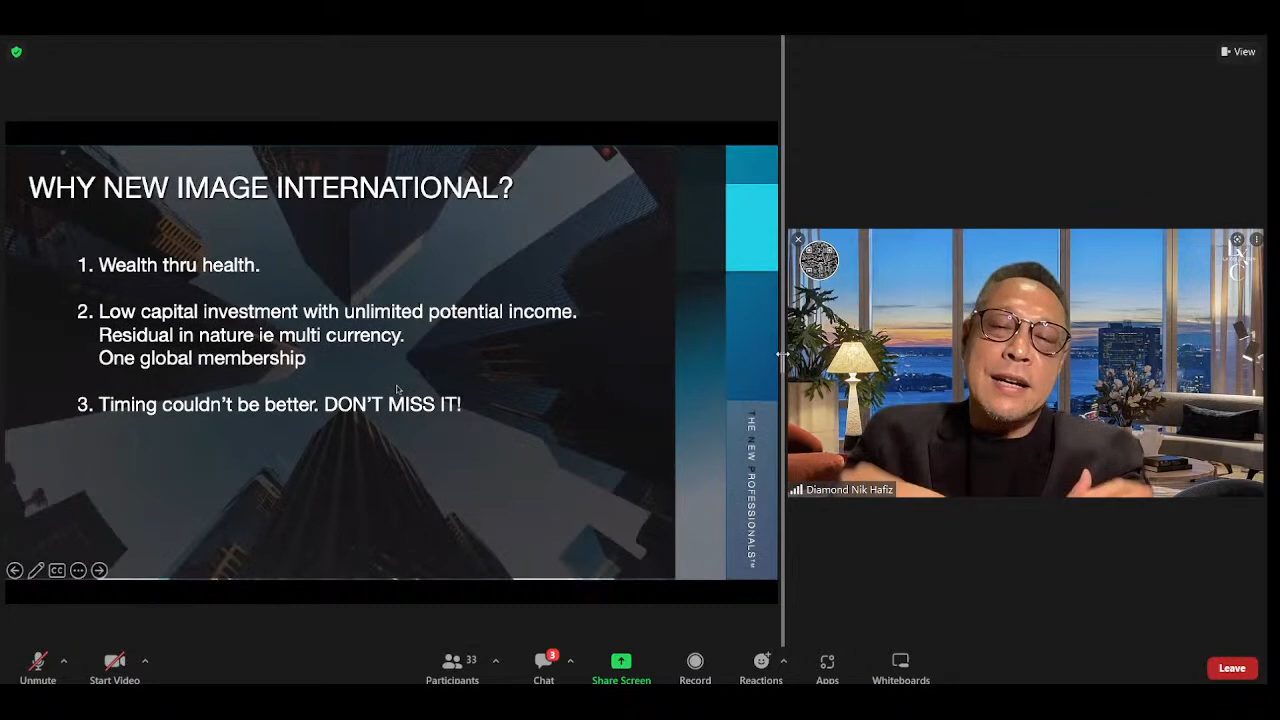 View
WHY NEW IMAGE INTERNATIONAL?
1. Wealth thru health.
2. Low capital investment with unlimited potential income.
Residual in nature ie multi currency.
One global membership
3. Timing couldn't be better. DON'T MISS IT!
THE NEW PROFESSIONALS™
CC
Diamond Nik Hafiz
Unmute
Start Video
33
Participants
3
Chat
Share Screen
Record
Reactions
Apps
Whiteboards
Leave